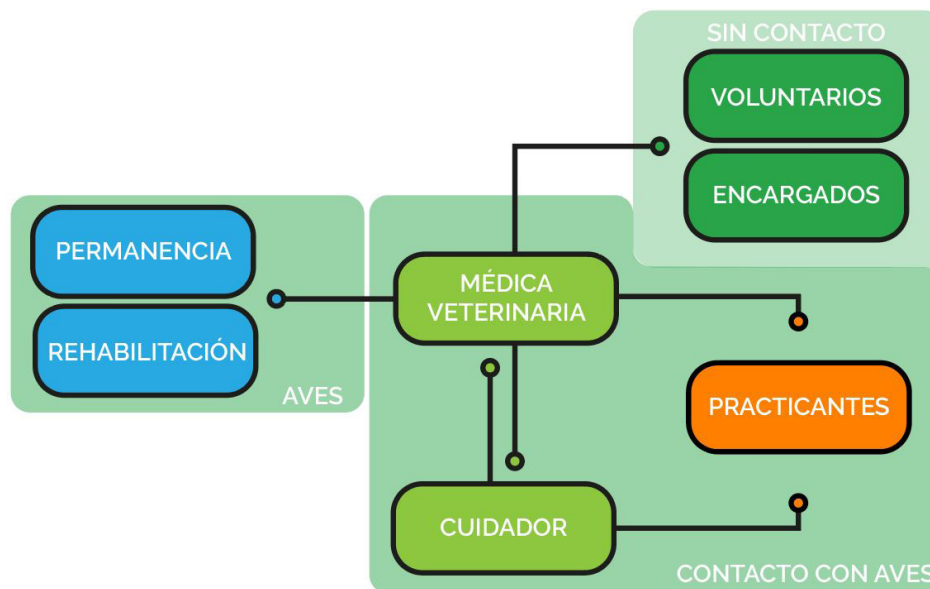 SIN CONTACTO
VOLUNTARIOS
ENCARGADOS
PERMANENCIA
REHABILITACIÓN
AVES
MÉDICA
VETERINARIA
PRACTICANTES
CUIDADOR
CONTACTO CON AVES